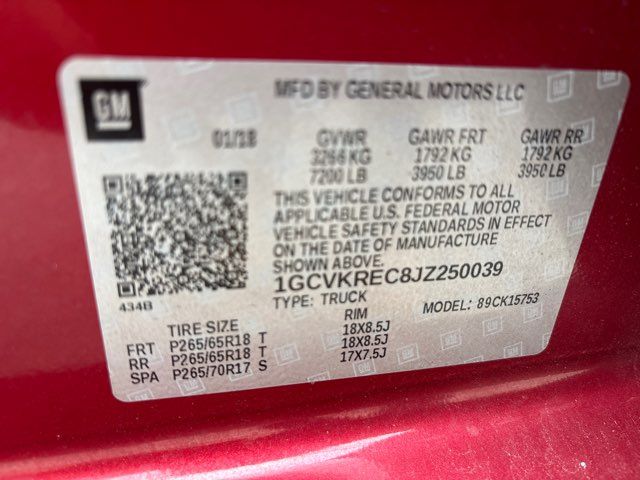 GM
MFD BY GENERAL MOTORS LLC
01/18 GVWR GAWR FRT GAWR RR
3266 KG 1792 KG 1792 KG
7200 LB 3950 LB 3950 LB
THIS VEHICLE CONFORMS TO ALL
APPLICABLE U.S. FEDERAL MOTOR
VEHICLE SAFETY STANDARDS IN EFFECT
ON THE DATE OF MANUFACTURE
SHOWN ABOVE.
1GCVKREC8JZ250039
434B
TYPE: TRUCK MODEL: 89CK15753
TIRE SIZE RIM
FRT P265/65R18 T 18X8.5J
RR P265/65R18 T 18X8.5J
SPA P265/70R17 S 17X7.5J